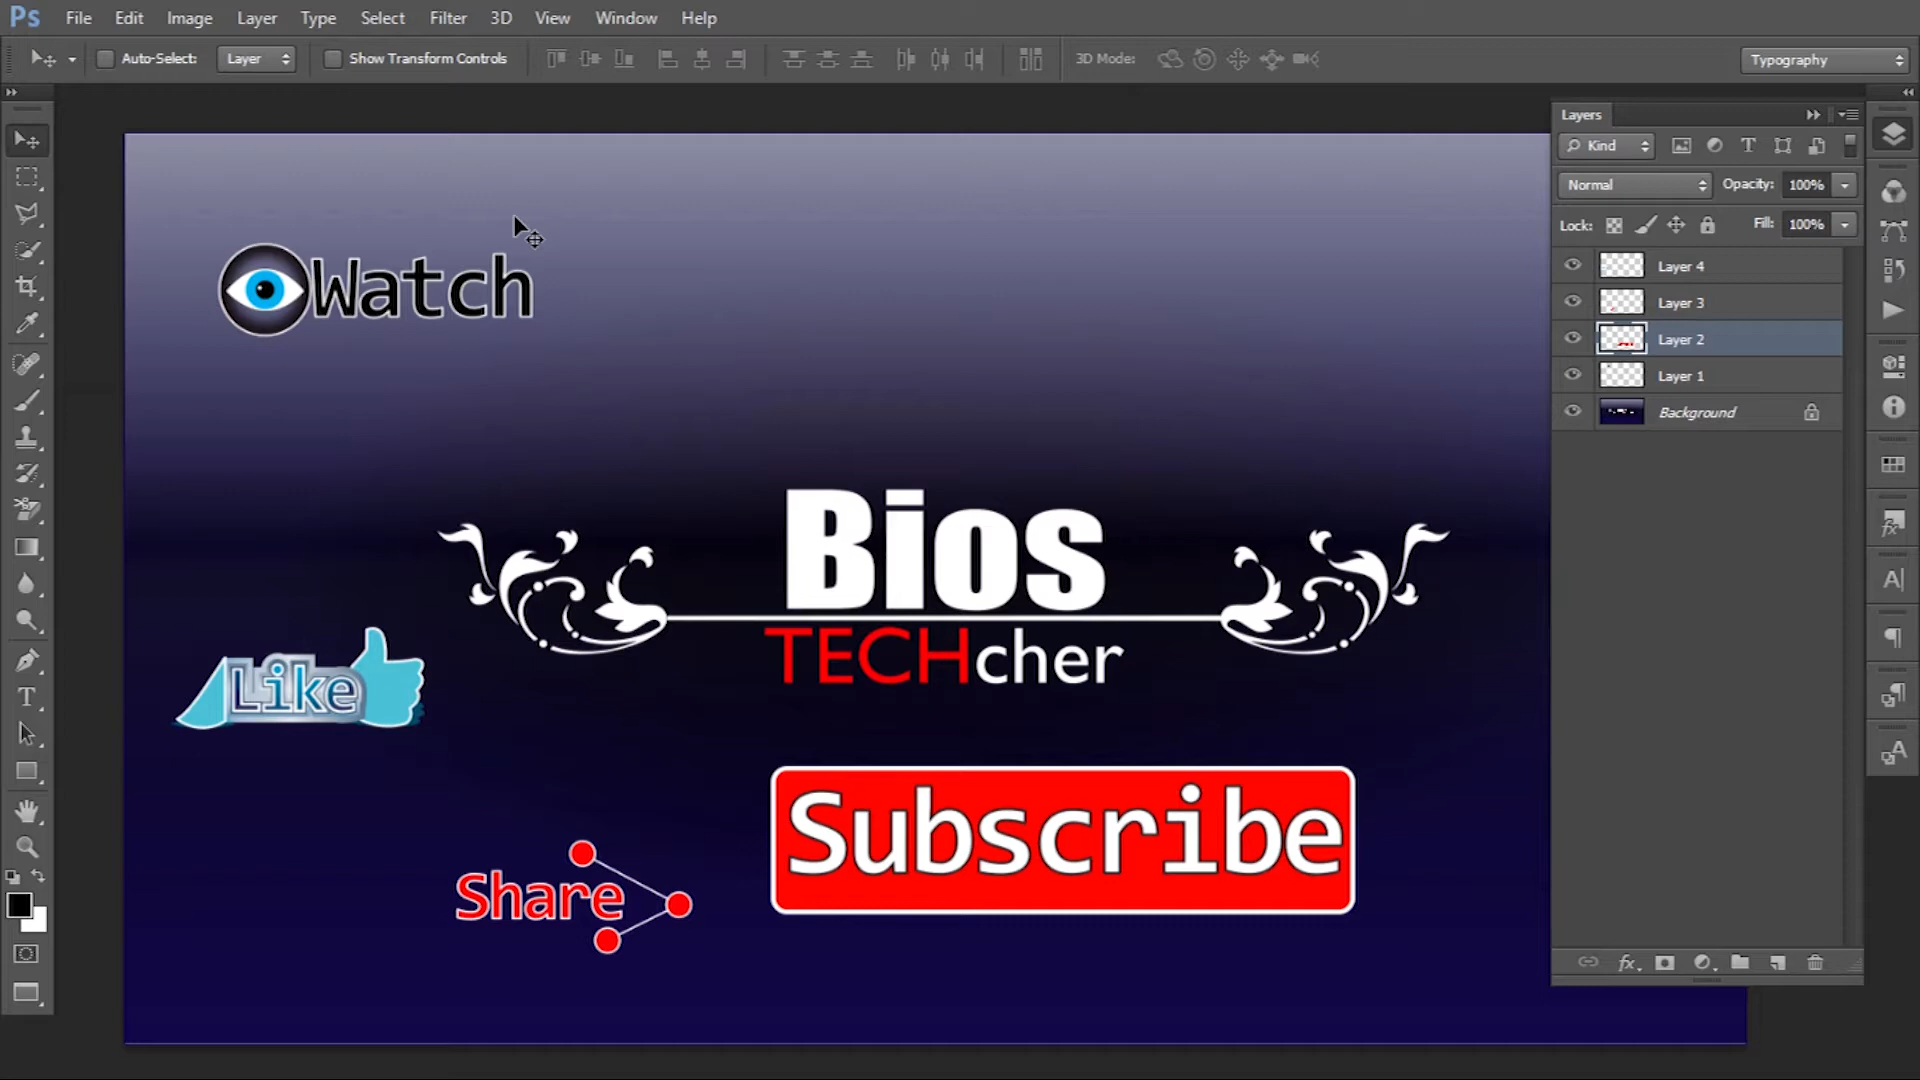 Ps File Edit Image Layer Type Select Filter 3D View Window Help
Auto-Select: Layer Show Transform Controls 3D Mode: Typography
Layers
Kind
Normal Opacity: 100%
Lock: Fill: 100%
Layer 4
Layer 3
Layer 2
Layer 1
Background
Watch
Bios
TECHcher
Like
Subscribe
Share